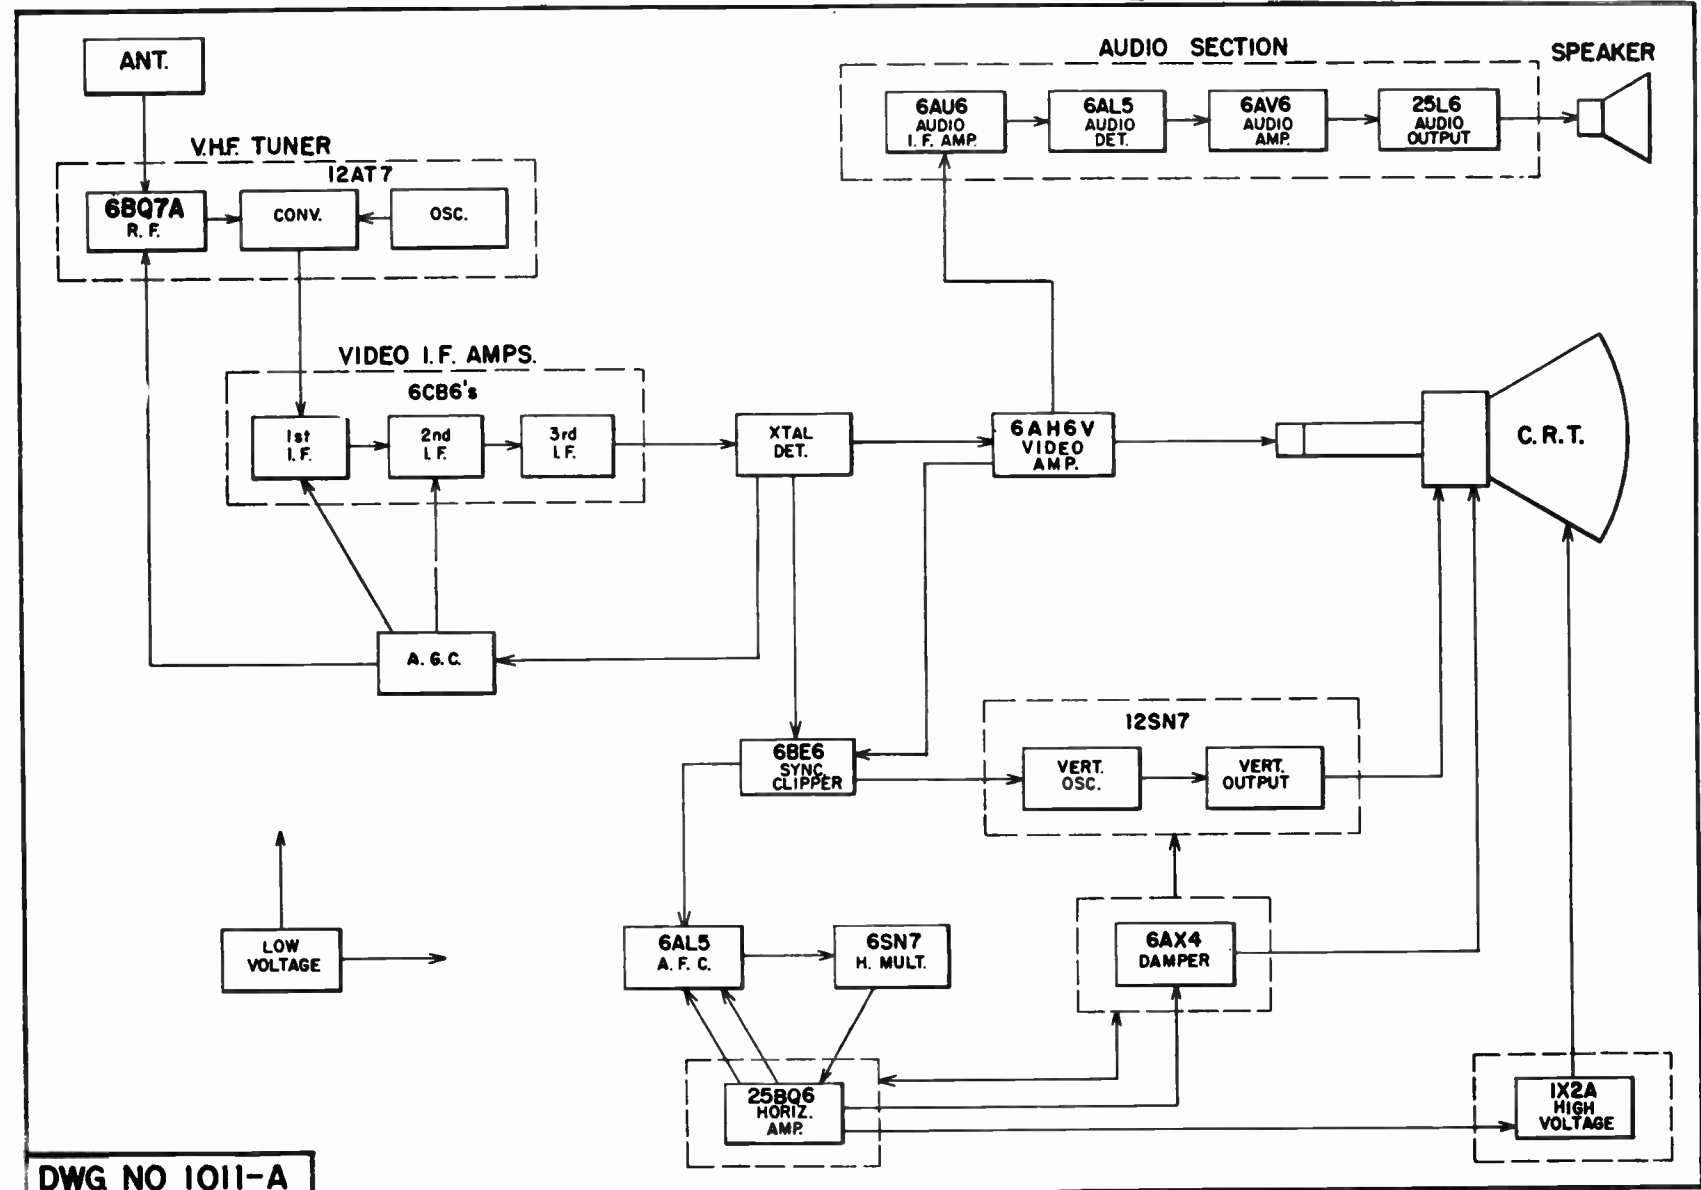 ANT.
V.H.F. TUNER
12AT7
6BQ7A
R. F.
CONV.
OSC.
AUDIO SECTION
SPEAKER
6AU6
AUDIO
I. F. AMP.
6AL5
AUDIO
DET.
6AV6
AUDIO
AMP.
25L6
AUDIO
OUTPUT
VIDEO I.F. AMPS.
6CB6's
1st
I.F.
2nd
I.F.
3rd
I.F.
XTAL
DET.
6AH6V
VIDEO
AMP.
C.R.T.
A.G.C.
6BE6
SYNC.
CLIPPER
12SN7
VERT.
OSC.
VERT.
OUTPUT
LOW
VOLTAGE
6AL5
A. F. C.
6SN7
H. MULT.
6AX4
DAMPER
25BQ6
HORIZ.
AMP.
1X2A
HIGH
VOLTAGE
DWG NO 1011-A